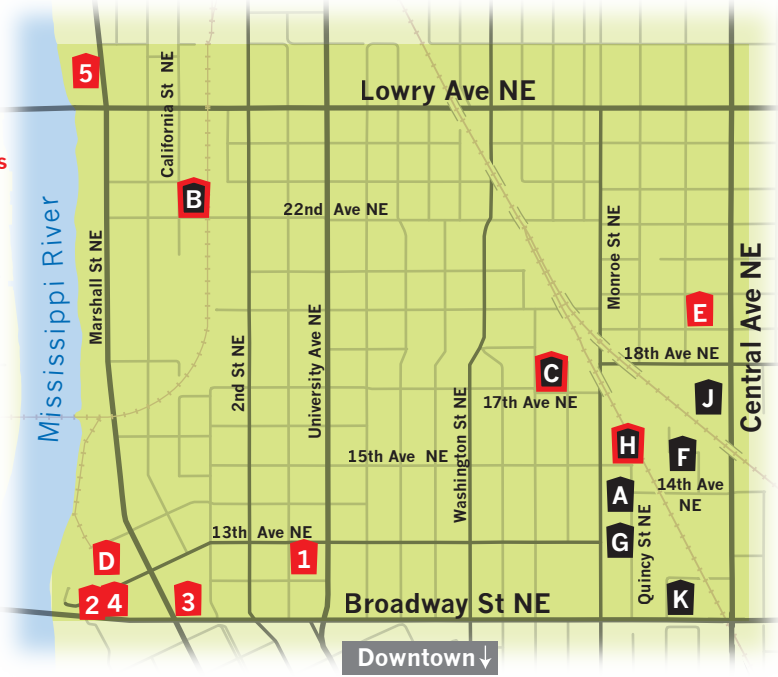 5
California St NE
Lowry Ave NE
s
B
22nd Ave NE
Mississippi River
Marshall St NE
Monroe St NE
Central Ave NE
E
2nd St NE
University Ave NE
18th Ave NE
C
17th Ave NE
J
Washington St NE
H
F
15th Ave NE
14th Ave
NE
A
13th Ave NE
G
Quincy St NE
D
1
2
4
3
K
Broadway St NE
Downtown↓